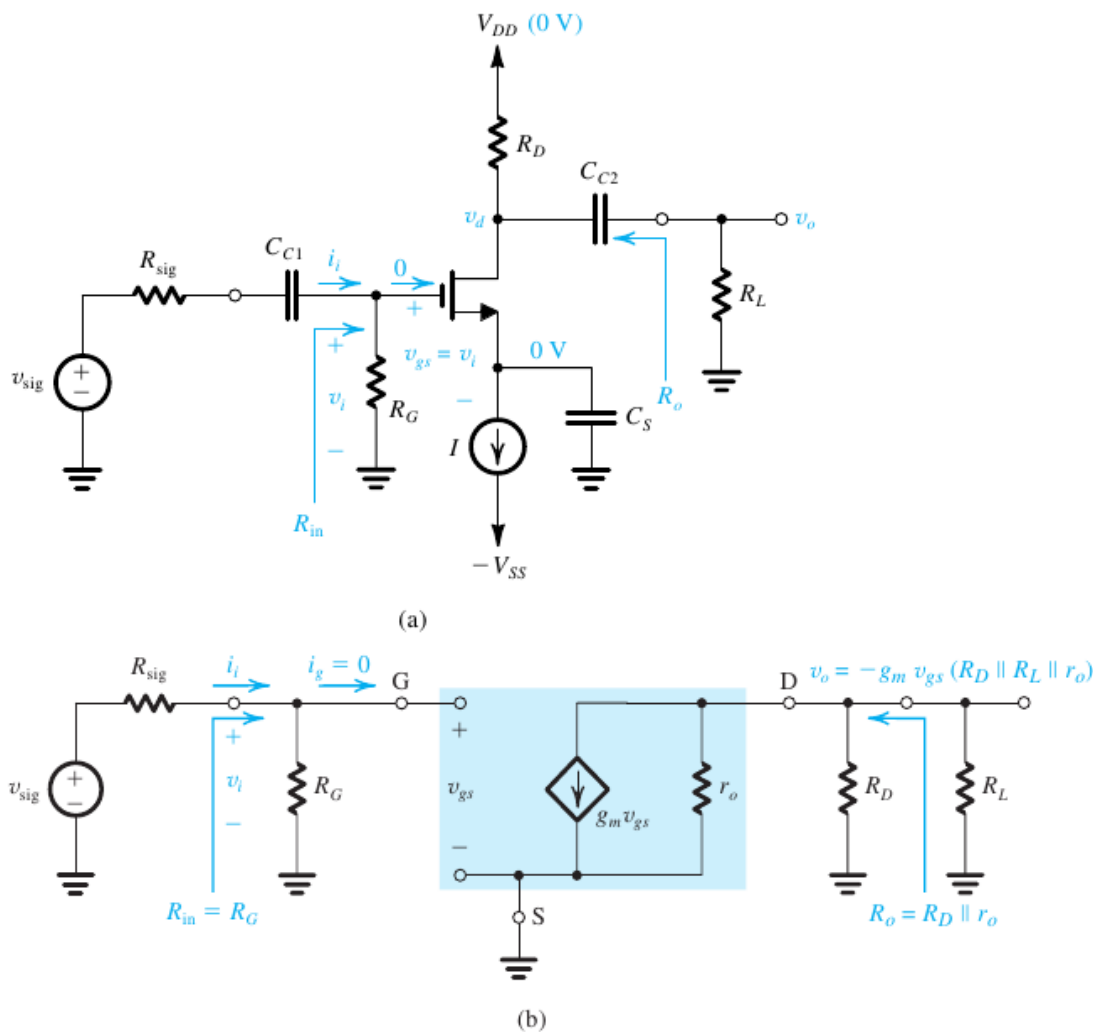 V_DD (0 V)
R_D
C_C2
v_d
v_o
C_C1
R_sig
i_i
0
+
R_L
+
v_gs = v_i
0 V
+
−
v_sig
v_i
R_G
−
C_S
R_o
−
I
R_in
−V_SS
(a)
R_sig
i_i
i_g = 0
G
D
v_o = −g_m v_gs (R_D ∥ R_L ∥ r_o)
+
+
+
−
v_sig
v_i
R_G
v_gs
r_o
R_D
R_L
−
g_m v_gs
−
R_in = R_G
S
R_o = R_D ∥ r_o
(b)